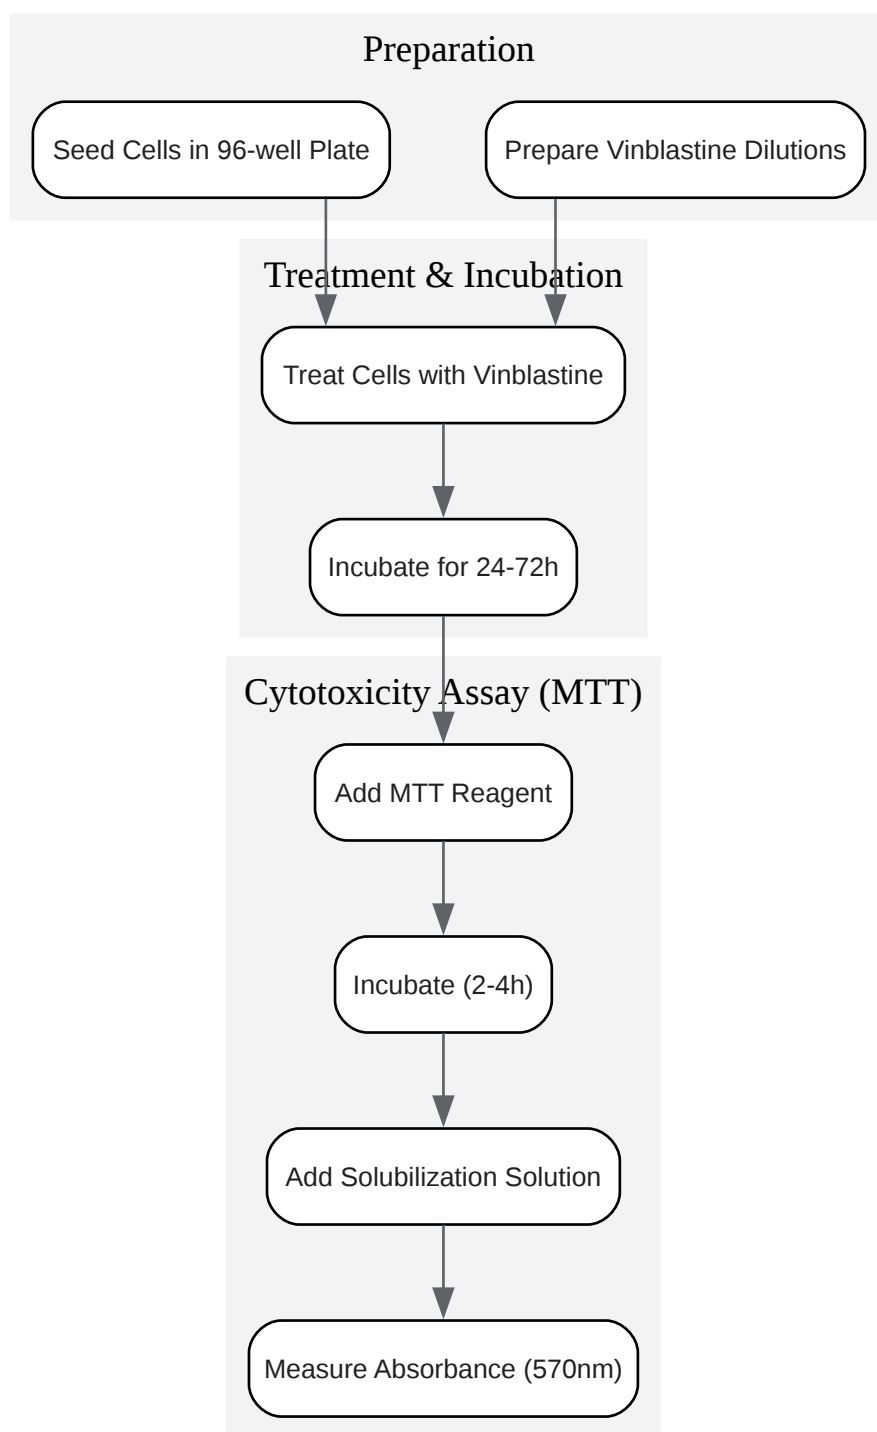 Preparation
Seed Cells in 96-well Plate
Prepare Vinblastine Dilutions
Treatment & Incubation
Treat Cells with Vinblastine
Incubate for 24-72h
Cytotoxicity Assay (MTT)
Add MTT Reagent
Incubate (2-4h)
Add Solubilization Solution
Measure Absorbance (570nm)